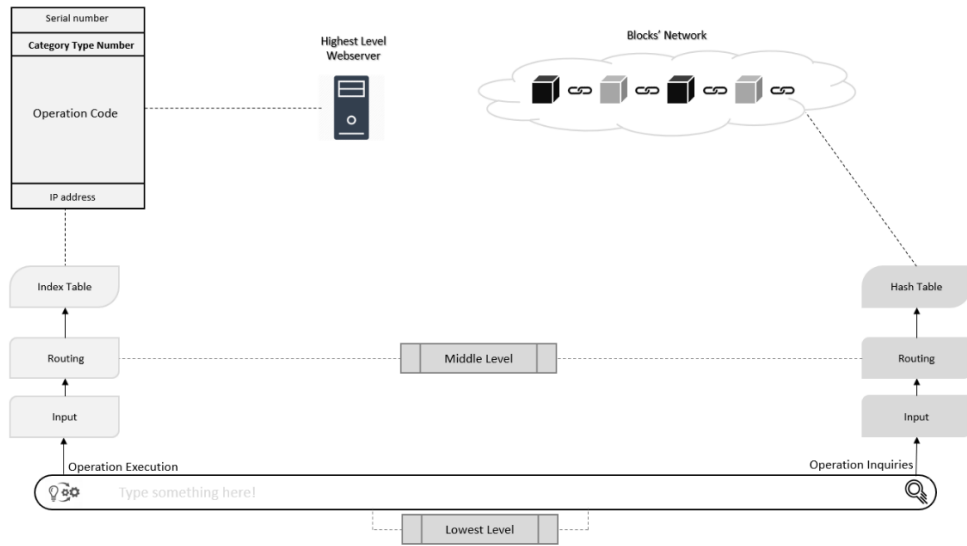 Serial number
Category Type Number
Operation Code
IP address
Highest Level
Webserver
Blocks' Network
Index Table
Hash Table
Routing
Middle Level
Routing
Input
Input
Operation Execution
Operation Inquiries
Type something here!
Lowest Level